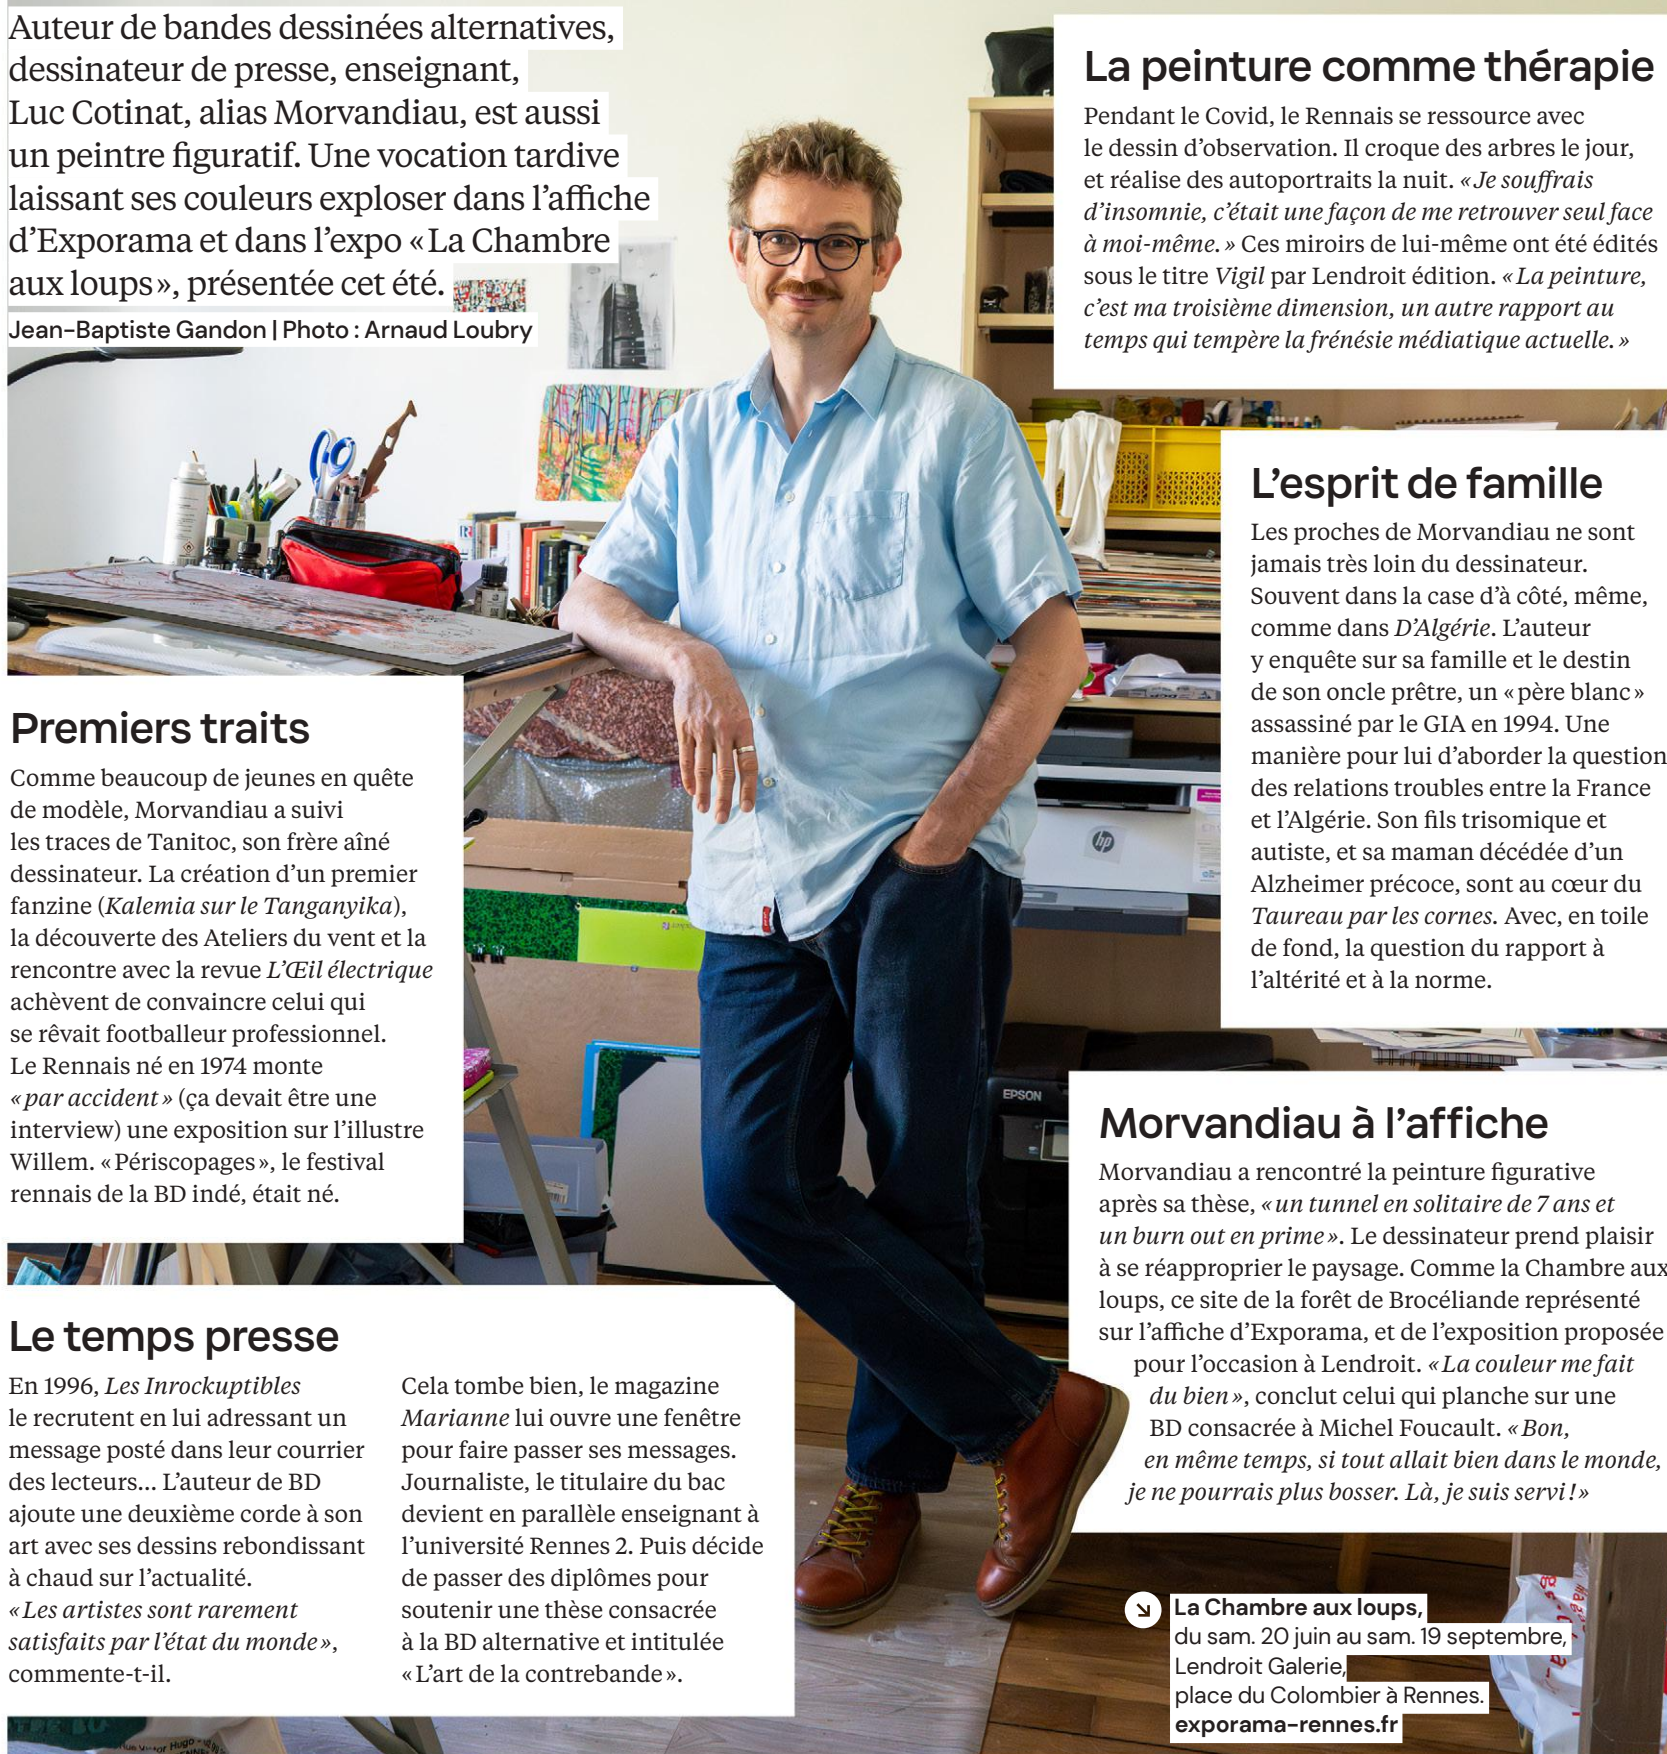 Auteur de bandes dessinées alternatives,
dessinateur de presse, enseignant,
Luc Cotinat, alias Morvandiau, est aussi
un peintre figuratif. Une vocation tardive
laissant ses couleurs exploser dans l’affiche
d’Exporama et dans l’expo «La Chambre
aux loups», présentée cet été.
Jean-Baptiste Gandon | Photo : Arnaud Loubry
La peinture comme thérapie
Pendant le Covid, le Rennais se ressource avec
le dessin d’observation. Il croque des arbres le jour,
et réalise des autoportraits la nuit. «Je souffrais
d’insomnie, c’était une façon de me retrouver seul face
à moi-même.» Ces miroirs de lui-même ont été édités
sous le titre Vigil par Lendroit édition. «La peinture,
c’est ma troisième dimension, un autre rapport au
temps qui tempère la frénésie médiatique actuelle.»
L’esprit de famille
Les proches de Morvandiau ne sont
jamais très loin du dessinateur.
Souvent dans la case d’à côté, même,
comme dans D’Algérie. L’auteur
y enquête sur sa famille et le destin
de son oncle prêtre, un «père blanc»
assassiné par le GIA en 1994. Une
manière pour lui d’aborder la question
des relations troubles entre la France
et l’Algérie. Son fils trisomique et
autiste, et sa maman décédée d’un
Alzheimer précoce, sont au cœur du
Taureau par les cornes. Avec, en toile
de fond, la question du rapport à
l’altérité et à la norme.
Premiers traits
Comme beaucoup de jeunes en quête
de modèle, Morvandiau a suivi
les traces de Tanitoc, son frère aîné
dessinateur. La création d’un premier
fanzine (Kalemia sur le Tanganyika),
la découverte des Ateliers du vent et la
rencontre avec la revue L’Œil électrique
achèvent de convaincre celui qui
se rêvait footballeur professionnel.
Le Rennais né en 1974 monte
«par accident» (ça devait être une
interview) une exposition sur l’illustre
Willem. «Périscopages», le festival
rennais de la BD indé, était né.
hp
EPSON
Morvandiau à l’affiche
Morvandiau a rencontré la peinture figurative
après sa thèse, «un tunnel en solitaire de 7 ans et
un burn out en prime». Le dessinateur prend plaisir
à se réapproprier le paysage. Comme la Chambre aux
loups, ce site de la forêt de Brocéliande représenté
sur l’affiche d’Exporama, et de l’exposition proposée
pour l’occasion à Lendroit. «La couleur me fait
du bien», conclut celui qui planche sur une
BD consacrée à Michel Foucault. «Bon,
en même temps, si tout allait bien dans le monde,
je ne pourrais plus bosser. Là, je suis servi!»
Le temps presse
En 1996, Les Inrockuptibles
le recrutent en lui adressant un
message posté dans leur courrier
des lecteurs... L’auteur de BD
ajoute une deuxième corde à son
art avec ses dessins rebondissant
à chaud sur l’actualité.
«Les artistes sont rarement
satisfaits par l’état du monde»,
commente-t-il.
Cela tombe bien, le magazine
Marianne lui ouvre une fenêtre
pour faire passer ses messages.
Journaliste, le titulaire du bac
devient en parallèle enseignant à
l’université Rennes 2. Puis décide
de passer des diplômes pour
soutenir une thèse consacrée
à la BD alternative et intitulée
«L’art de la contrebande».
La Chambre aux loups,
du sam. 20 juin au sam. 19 septembre,
Lendroit Galerie,
place du Colombier à Rennes.
exporama-rennes.fr